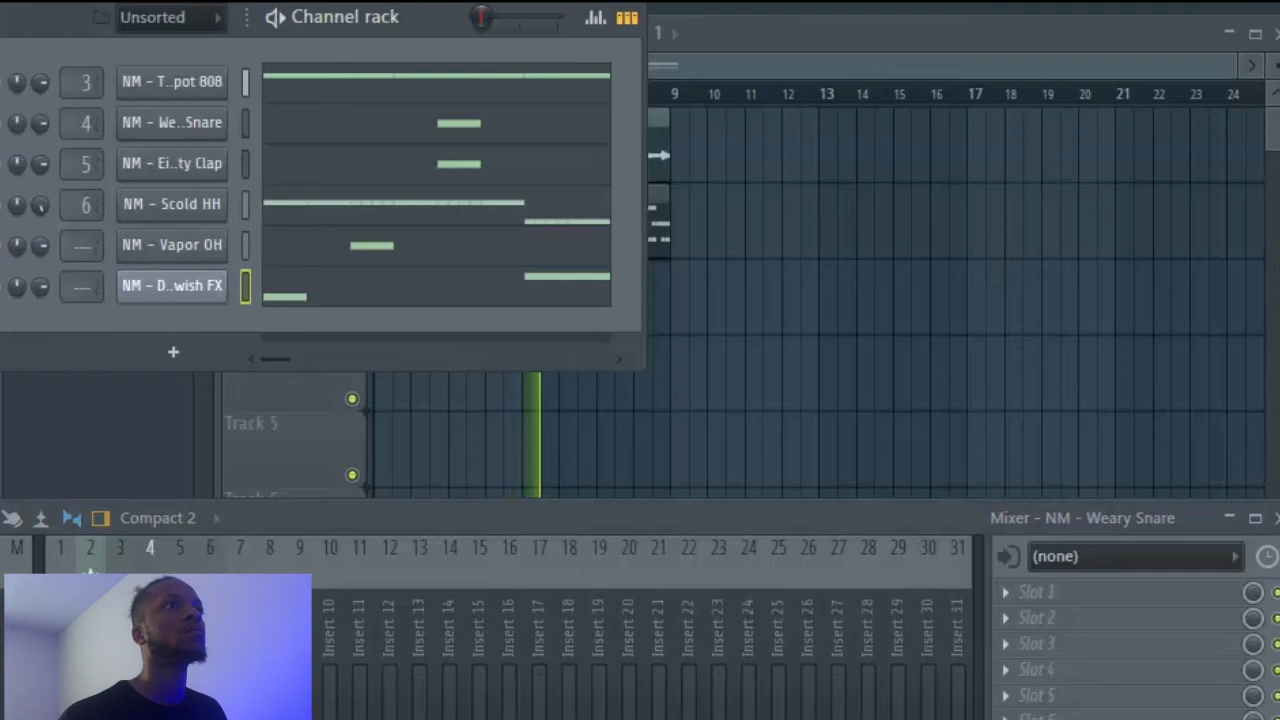 Unsorted
Channel rack
1
3 NM - T..pot 808
4 NM - We..Snare
5 NM - Ei..ty Clap
6 NM - Scold HH
--- NM - Vapor OH
--- NM - D..wish FX
+
9 10 11 12 13 14 15 16 17 18 19 20 21 22 23 24
Track 5
Compact 2
M 1 2 3 4 5 6 7 8 9 10 11 12 13 14 15 16 17 18 19 20 21 22 23 24 25 26 27 28 29 30 31
Insert 10 Insert 11 Insert 12 Insert 13 Insert 14 Insert 15 Insert 16 Insert 17 Insert 18 Insert 19 Insert 20 Insert 21 Insert 22 Insert 23 Insert 24 Insert 25 Insert 26 Insert 27 Insert 28 Insert 29 Insert 30 Insert 31
Mixer - NM - Weary Snare
(none)
Slot 1
Slot 2
Slot 3
Slot 4
Slot 5